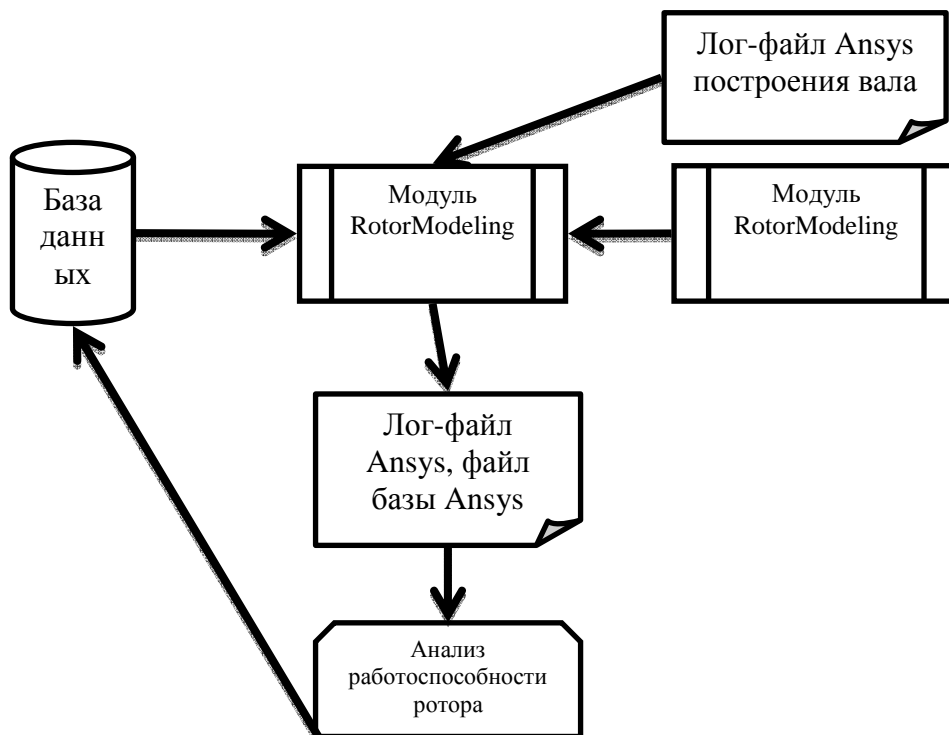 Лог-файл Ansys
построения вала
База
данн
ых
Модуль
RotorModeling
Модуль
RotorModeling
Лог-файл
Ansys, файл
базы Ansys
Анализ
работоспособности
ротора